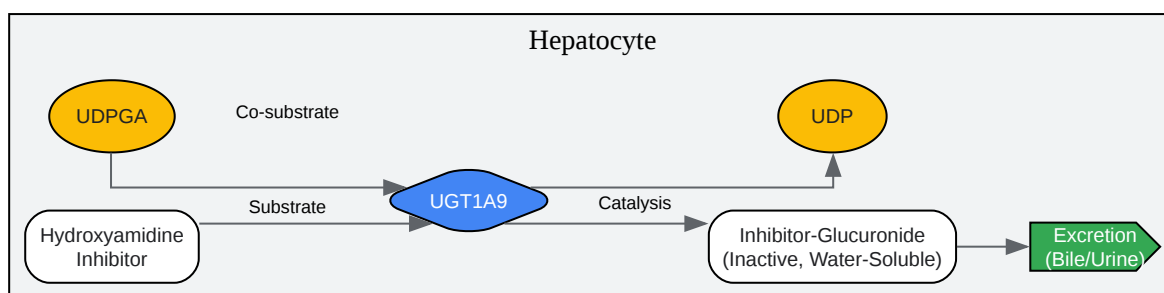 Hepatocyte
UDPGA
Co-substrate
UDP
UGT1A9
Substrate
Catalysis
Hydroxyamidine
Inhibitor
Inhibitor-Glucuronide
(Inactive, Water-Soluble)
Excretion
(Bile/Urine)